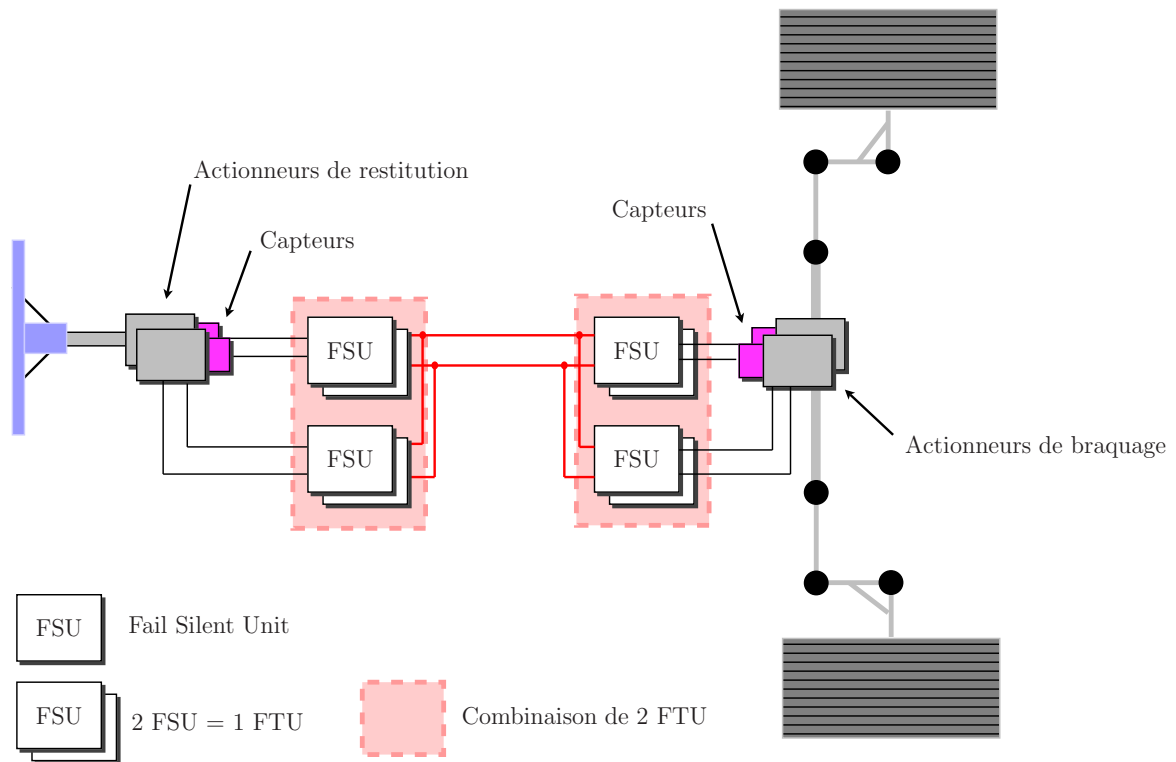 Actionneurs de restitution
Capteurs
Capteurs
FSU
FSU
FSU
FSU
Actionneurs de braquage
FSU
Fail Silent Unit
FSU
2 FSU = 1 FTU
Combinaison de 2 FTU